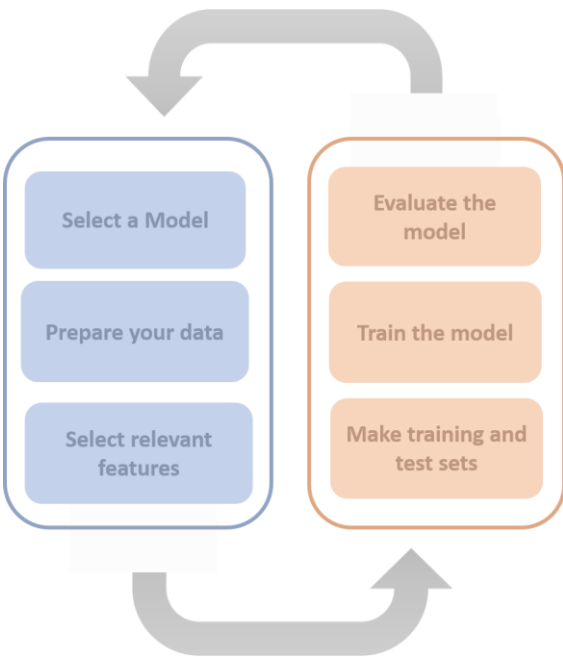 Select a Model
Prepare your data
Select relevant
features
Evaluate the
model
Train the model
Make training and
test sets